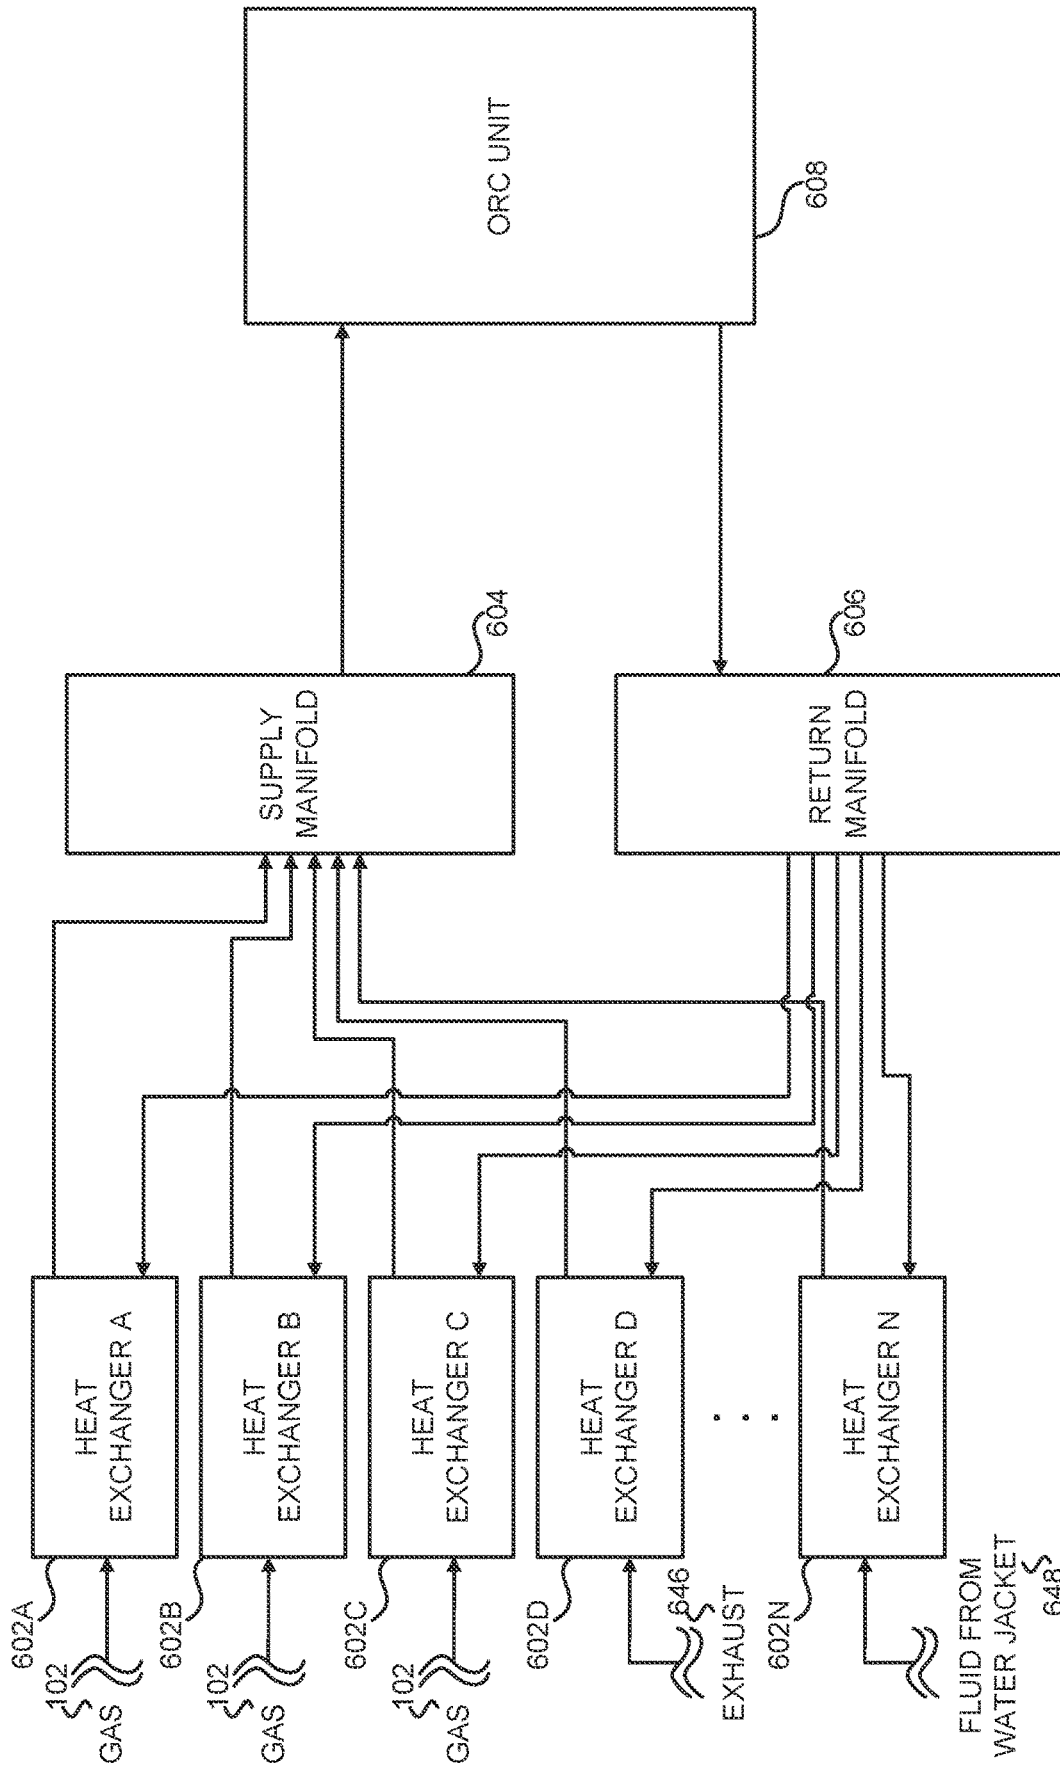 602A
102
GAS
HEAT
EXCHANGER A
602B
102
GAS
HEAT
EXCHANGER B
602C
102
GAS
HEAT
EXCHANGER C
602D
646
EXHAUST
HEAT
EXCHANGER D
. . .
602N
FLUID FROM
WATER JACKET
648
HEAT
EXCHANGER N
SUPPLY
MANIFOLD
604
RETURN
MANIFOLD
606
ORC UNIT
608